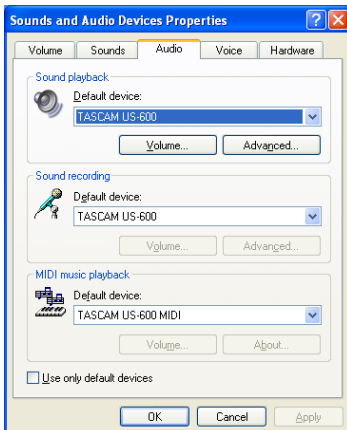 Sounds and Audio Devices Properties
Volume Sounds Audio Voice Hardware
Sound playback
Default device:
TASCAM US-600
Volume... Advanced...
Sound recording
Default device:
TASCAM US-600
Volume... Advanced...
MIDI music playback
Default device:
TASCAM US-600 MIDI
Volume... About...
Use only default devices
OK Cancel Apply